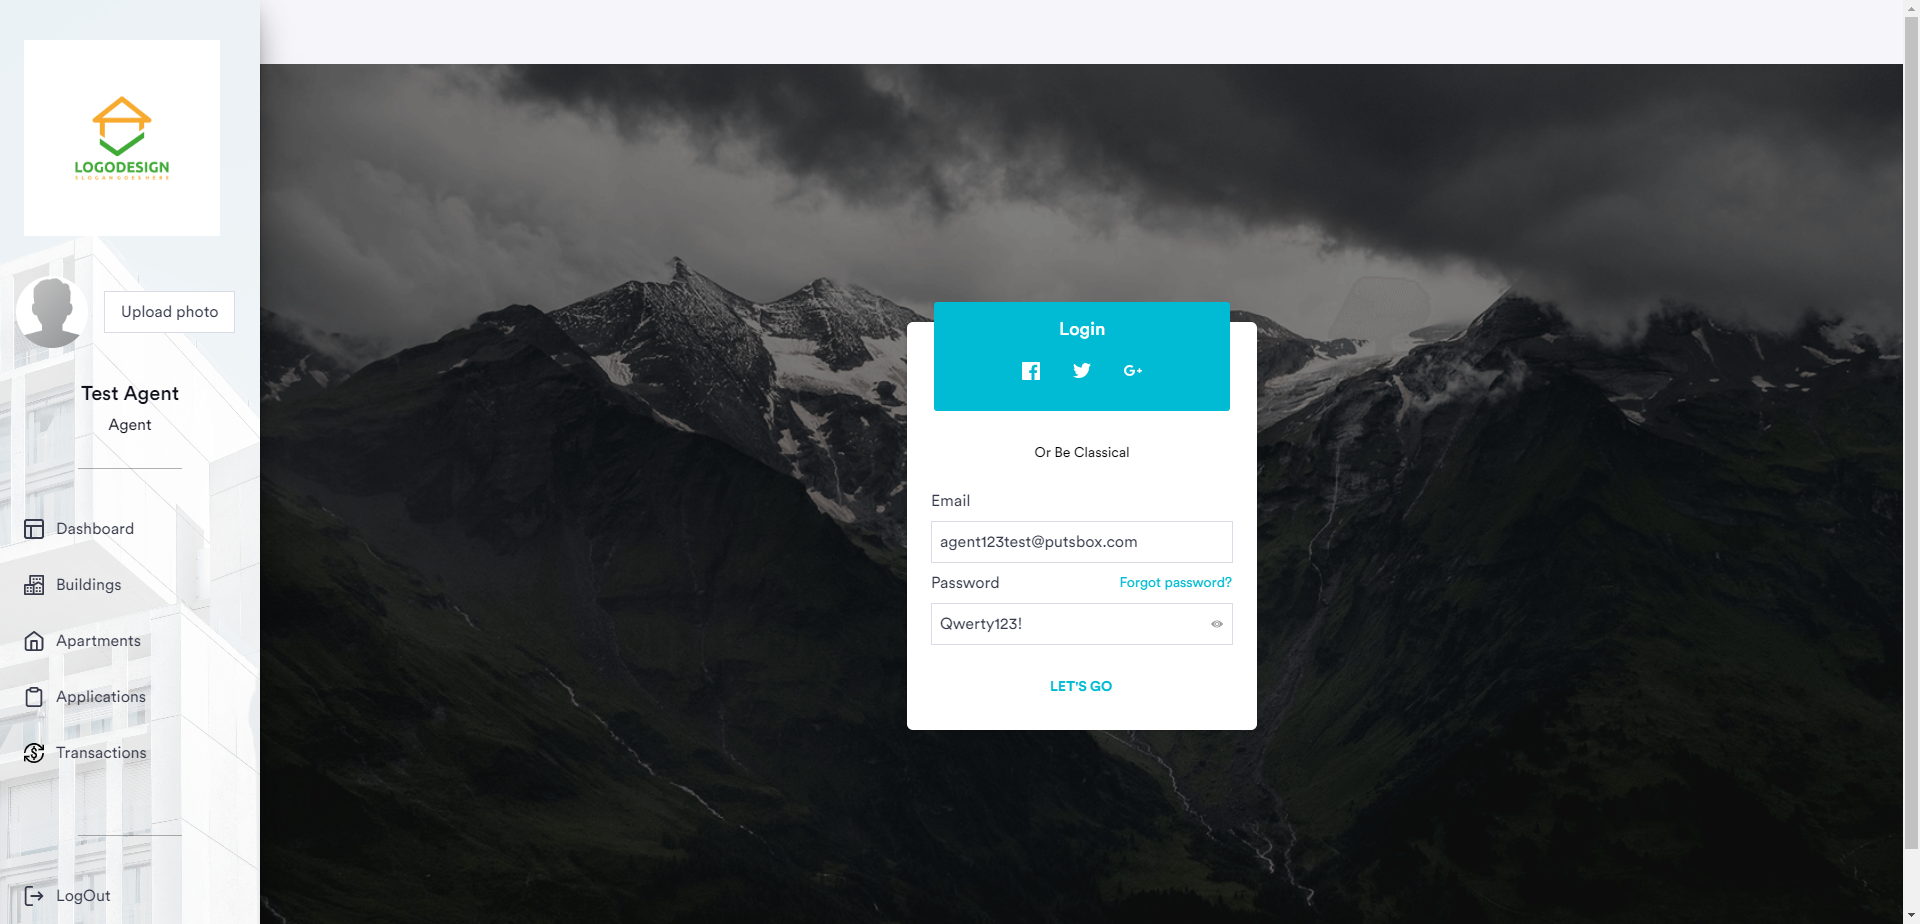 LOGODESIGN
SLOGANGOESHERE
Upload photo
Test Agent
Agent
Dashboard
Buildings
Apartments
Applications
Transactions
LogOut
Login
G+
Or Be Classical
Email
agent123test@putsbox.com
Password
Forgot password?
Qwerty123!
LET'S GO